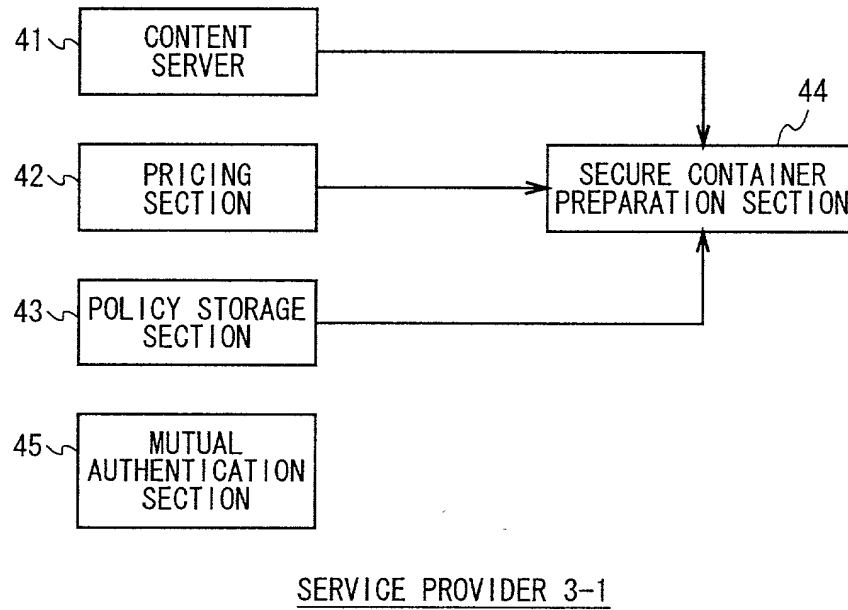 41
CONTENT
SERVER
44
42
PRICING
SECTION
SECURE CONTAINER
PREPARATION SECTION
43
POLICY STORAGE
SECTION
45
MUTUAL
AUTHENTICATION
SECTION
SERVICE PROVIDER 3-1